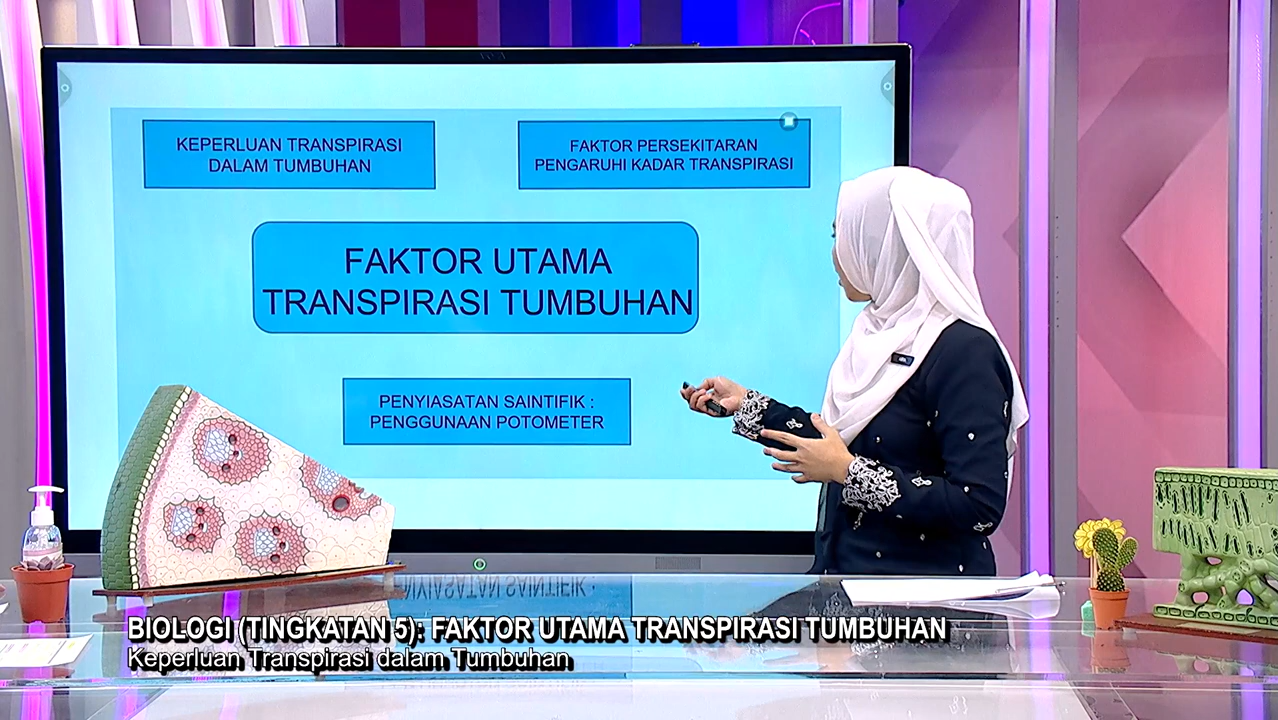 KEPERLUAN TRANSPIRASI
DALAM TUMBUHAN
FAKTOR PERSEKITARAN
PENGARUHI KADAR TRANSPIRASI
FAKTOR UTAMA
TRANSPIRASI TUMBUHAN
PENYIASATAN SAINTIFIK :
PENGGUNAAN POTOMETER
BIOLOGI (TINGKATAN 5): FAKTOR UTAMA TRANSPIRASI TUMBUHAN
Keperluan Transpirasi dalam Tumbuhan